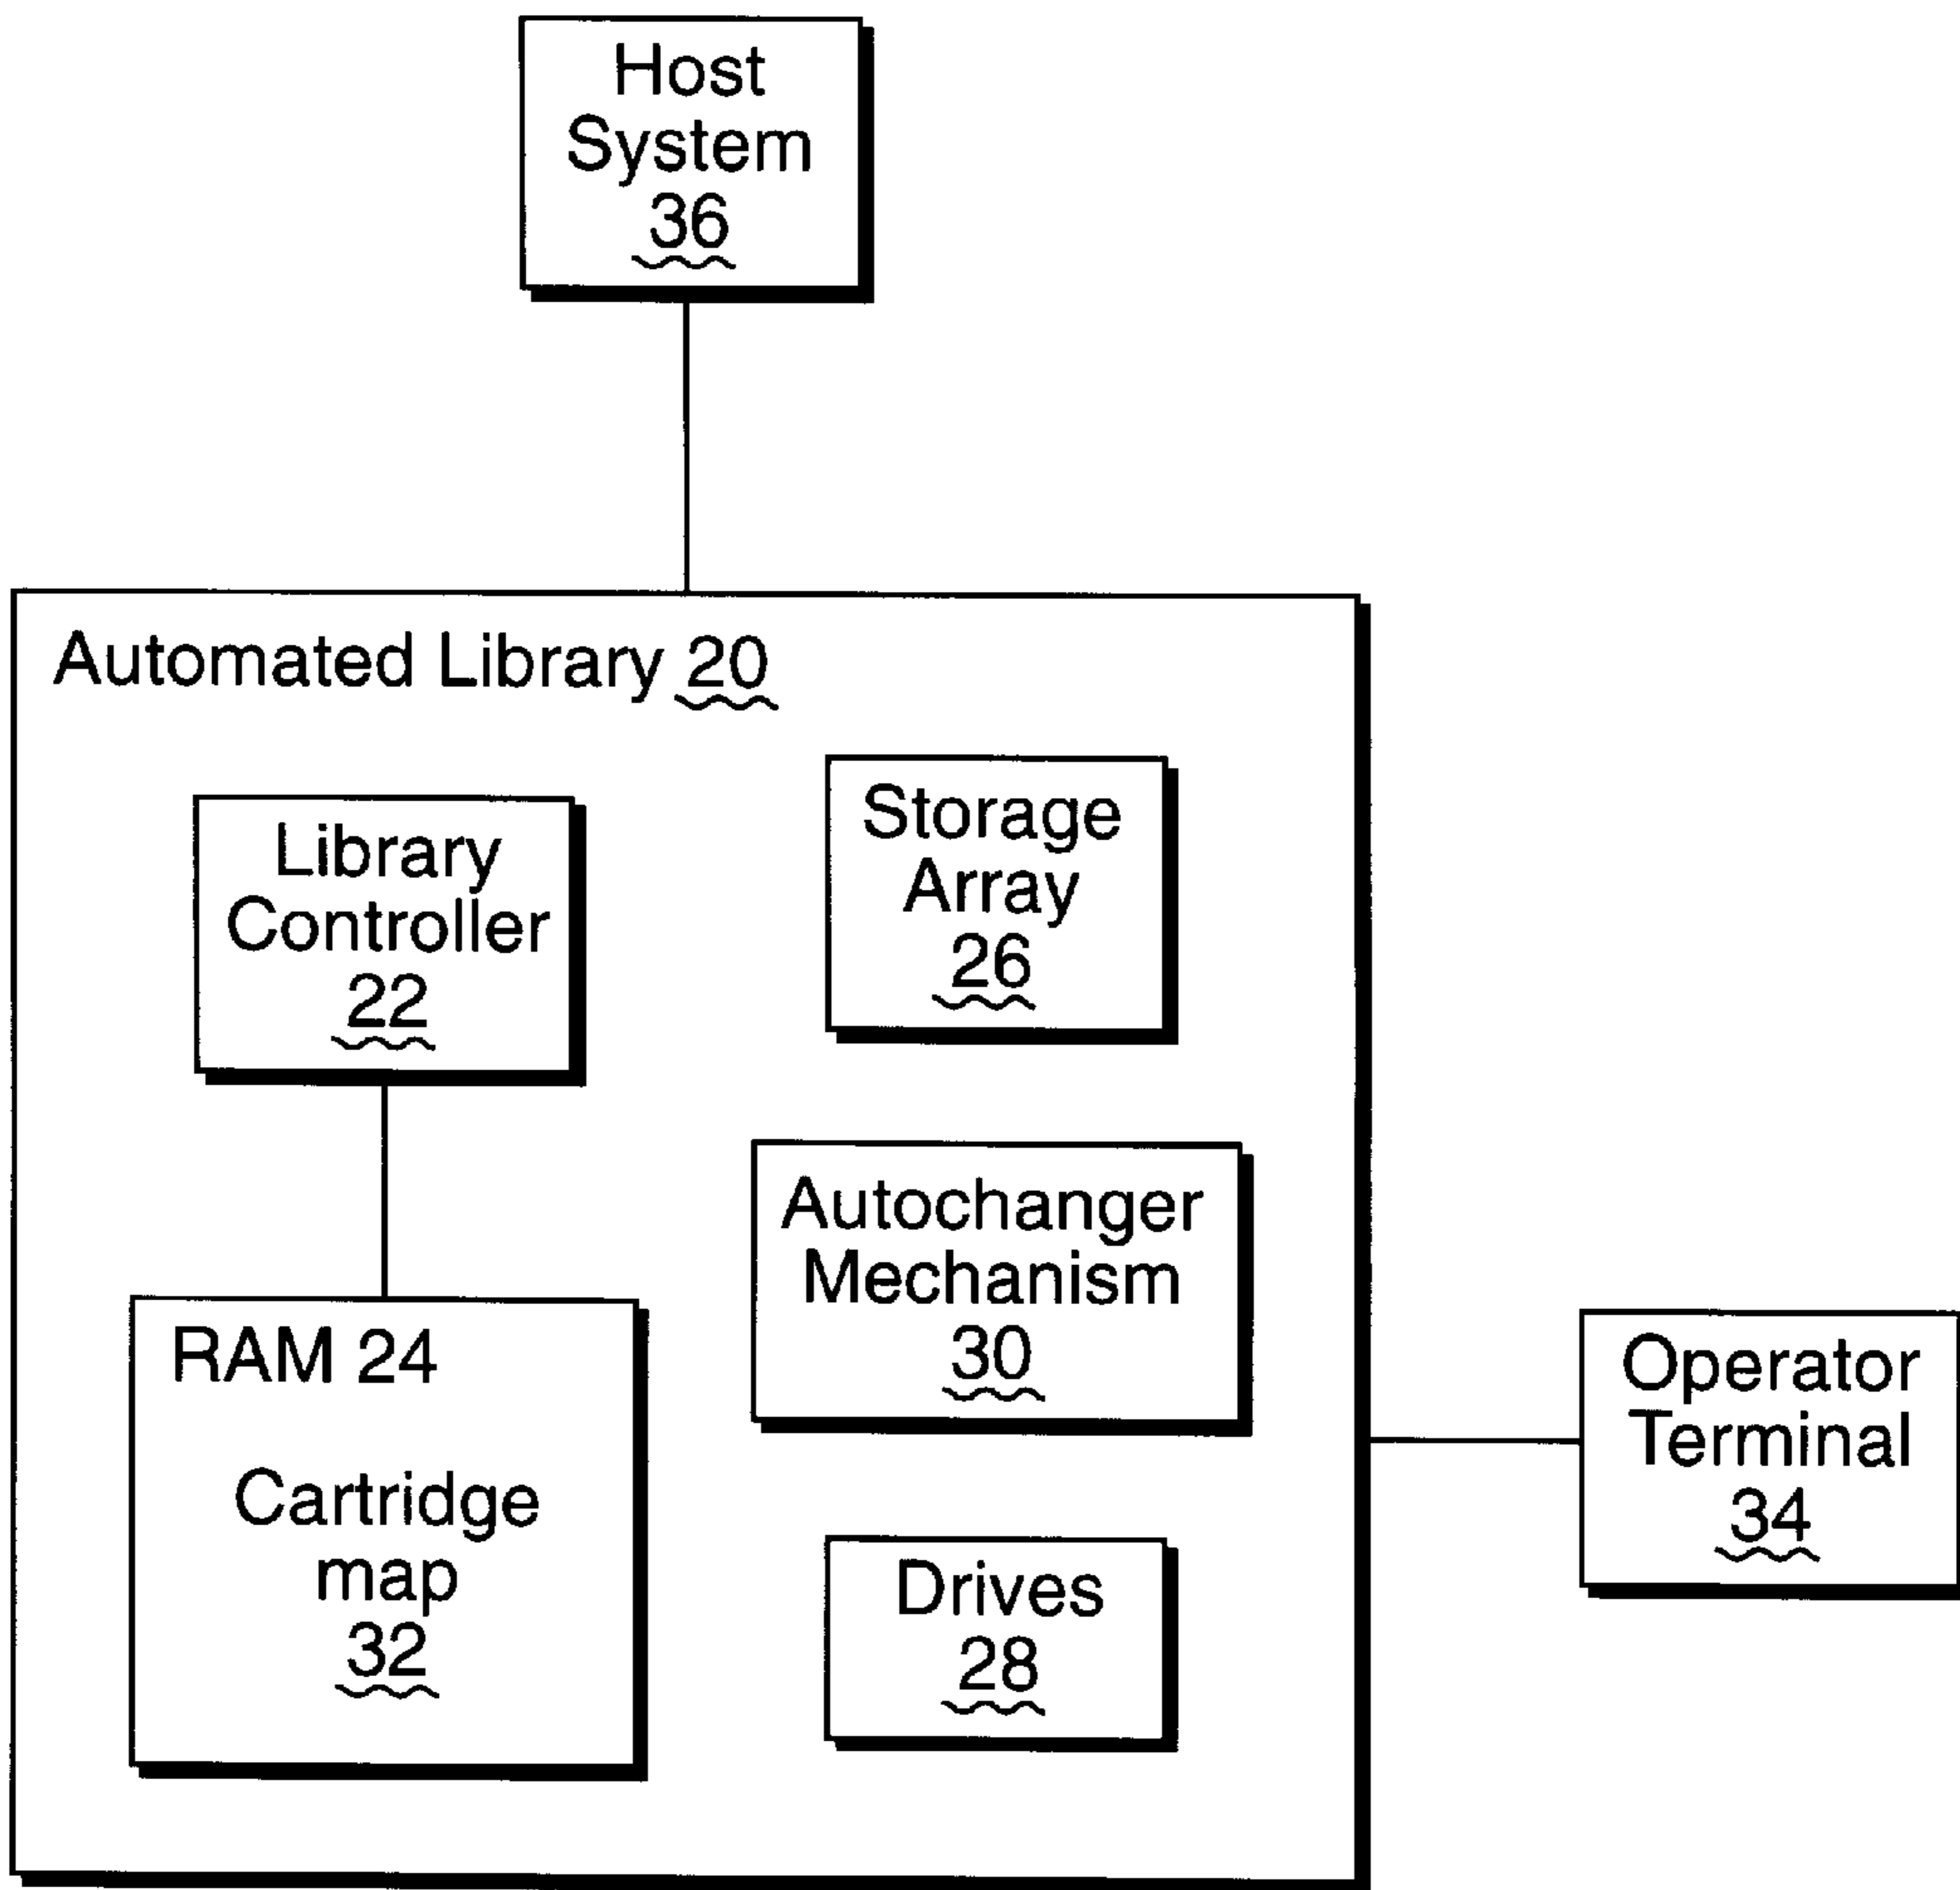 Host
System
36
Automated Library 20
Library
Controller
22
Storage
Array
26
Autochanger
Mechanism
30
RAM 24
Cartridge
map
32
Drives
28
Operator
Terminal
34